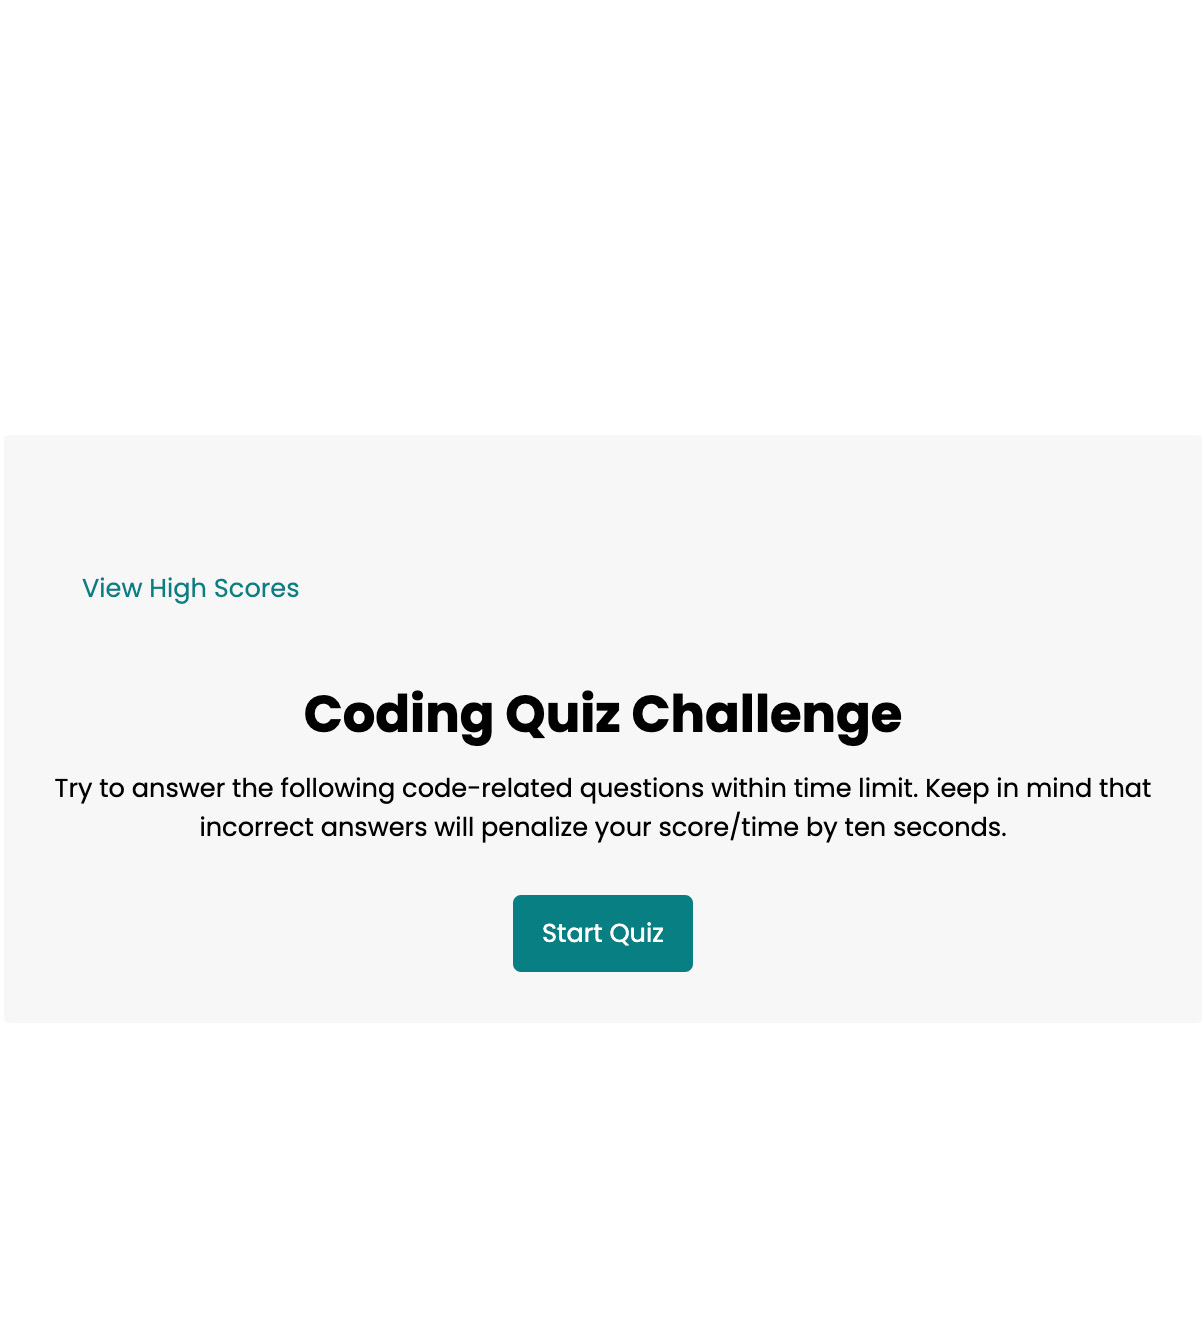 View High Scores
Coding Quiz Challenge
Try to answer the following code-related questions within time limit. Keep in mind that
incorrect answers will penalize your score/time by ten seconds.
Start Quiz